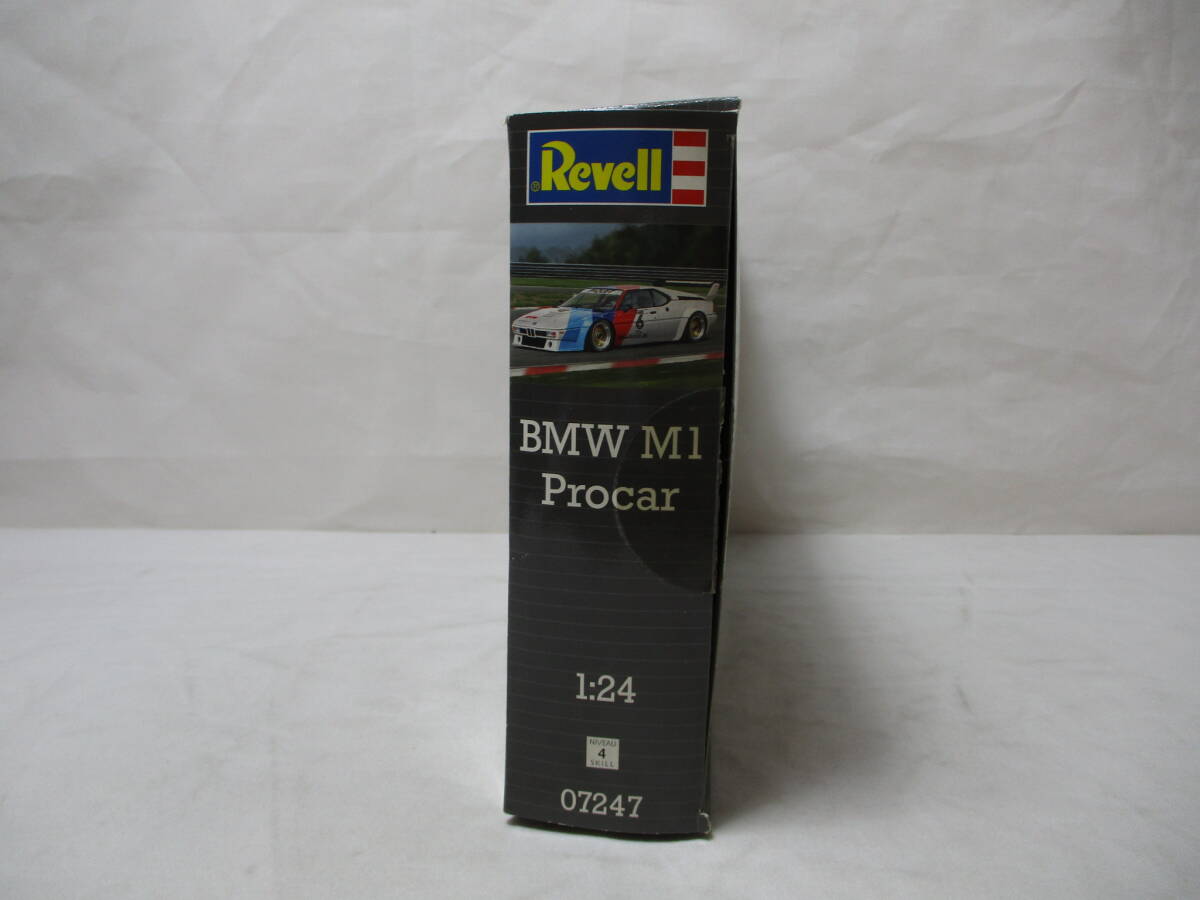 Revell
BMW M1
Procar
1:24
NIVEAU
4
SKILL
07247